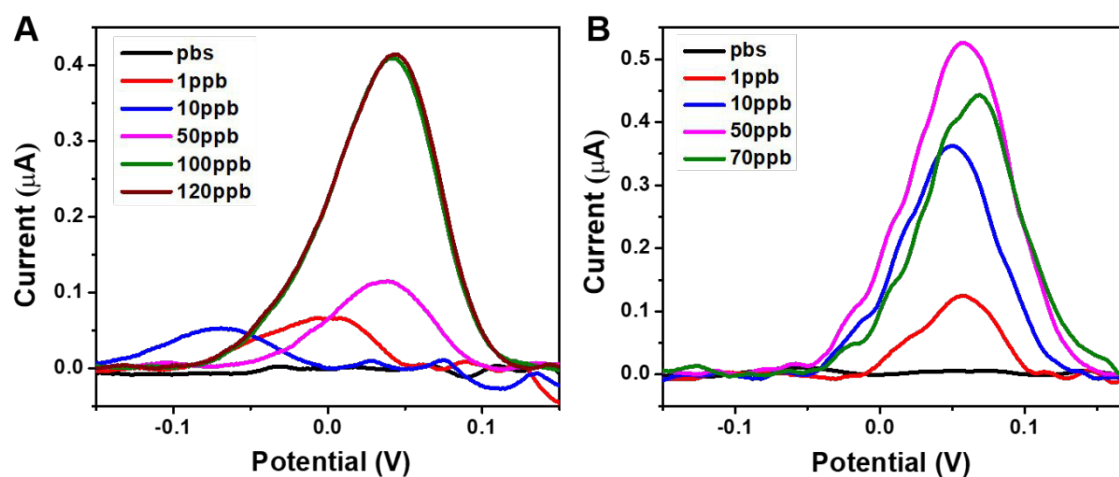 A
pbs
1ppb
10ppb
50ppb
100ppb
120ppb
0.4
0.3
0.2
0.1
0.0
Current (μA)
-0.1
0.0
0.1
Potential (V)
B
pbs
1ppb
10ppb
50ppb
70ppb
0.5
0.4
0.3
0.2
0.1
0.0
Current (μA)
-0.1
0.0
0.1
Potential (V)